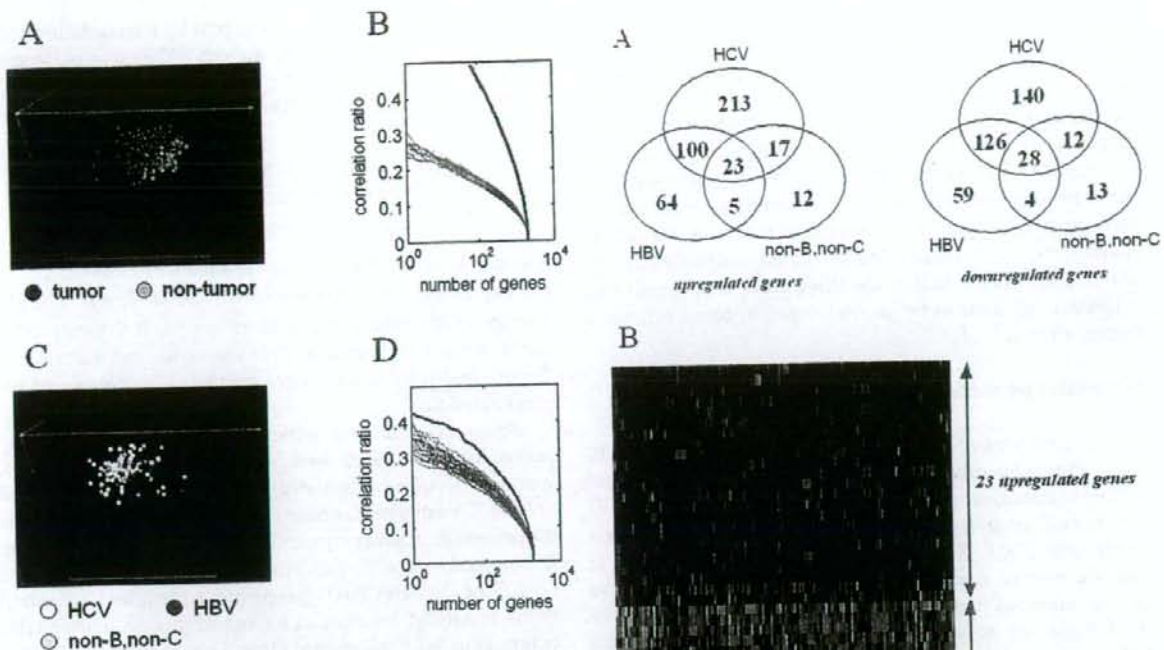 A
tumor non-tumor
B
correlation ratio
0.4
0.3
0.2
0.1
0
10^0 10^2 10^4
number of genes
C
HCV HBV
non-B,non-C
D
correlation ratio
0.4
0.3
0.2
0.1
0
10^0 10^2 10^4
number of genes
A
HCV
213
100 17
23
64 5 12
HBV non-B,non-C
upregulated genes
HCV
140
126 12
28
59 4 13
HBV non-B,non-C
downregulated genes
B
23 upregulated genes